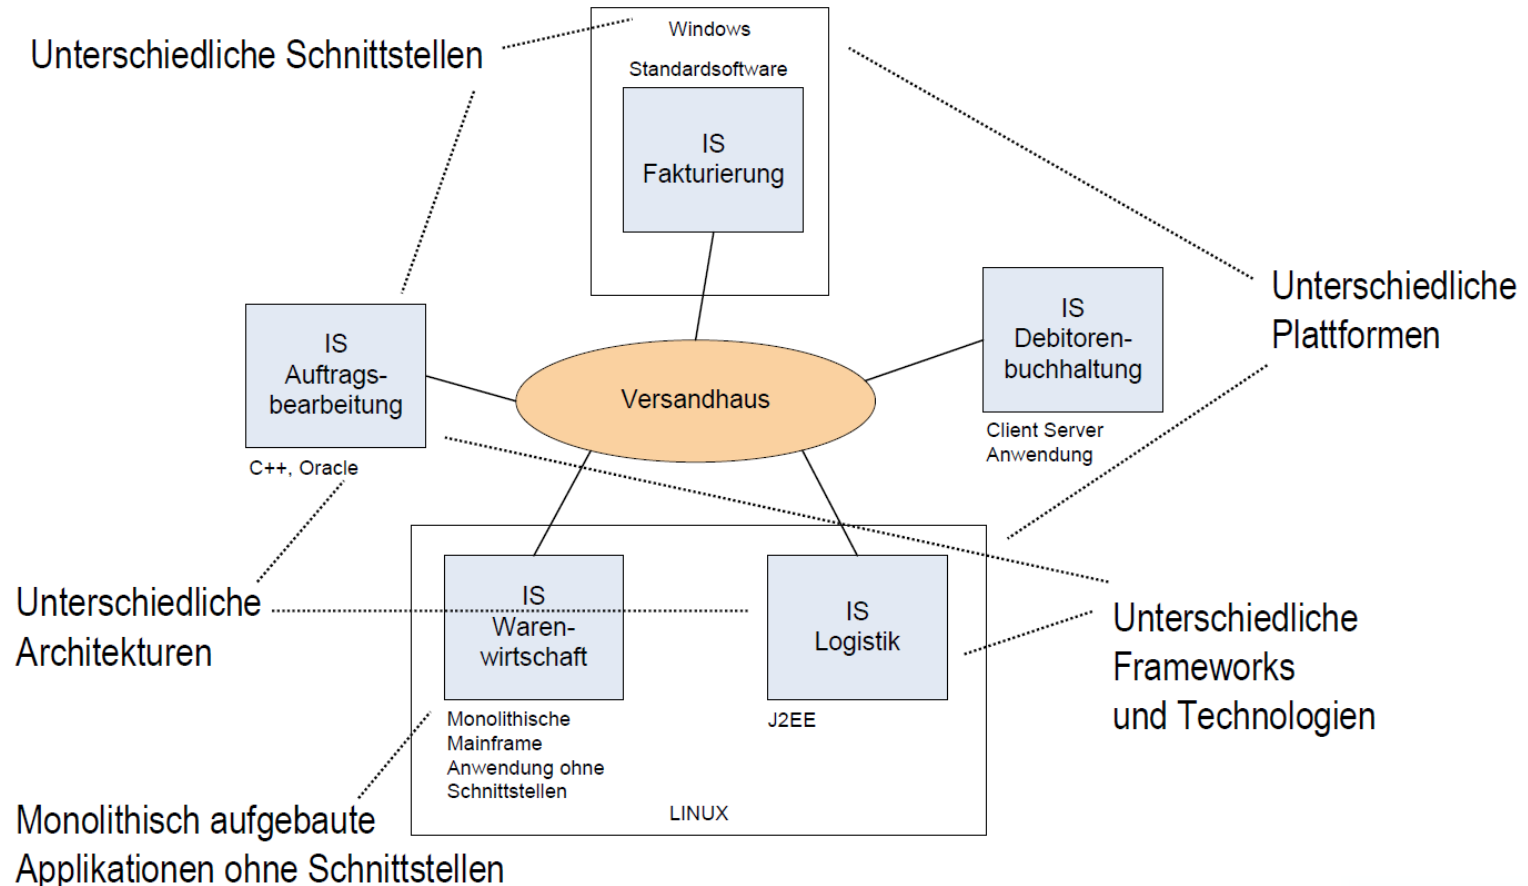 Windows
Unterschiedliche Schnittstellen
Standardsoftware
IS
Fakturierung
Unterschiedliche
Plattformen
IS
Debitoren-
buchhaltung
Client Server
Anwendung
IS
Auftrags-
bearbeitung
C++, Oracle
Versandhaus
Unterschiedliche
Architekturen
IS
Waren-
wirtschaft
Monolithische
Mainframe
Anwendung ohne
Schnittstellen
IS
Logistik
J2EE
LINUX
Unterschiedliche
Frameworks
und Technologien
Monolithisch aufgebaute
Applikationen ohne Schnittstellen